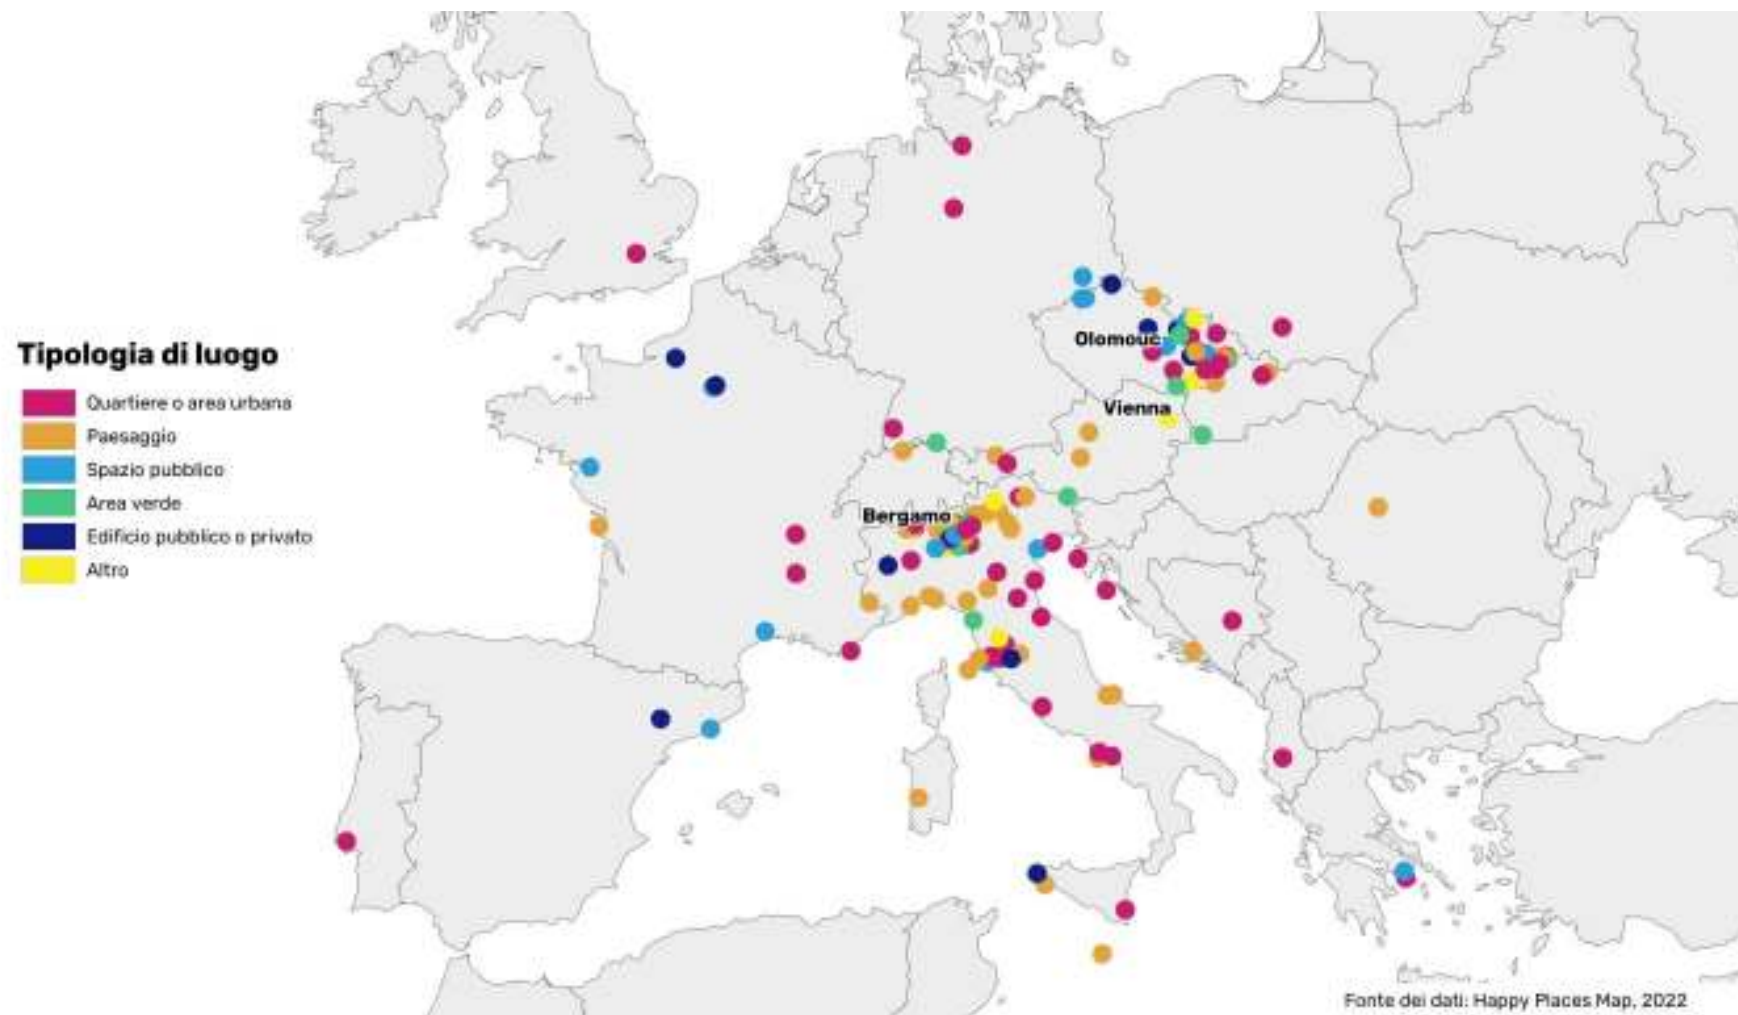 Olomouc
Tipologia di luogo
Quartiere o area urbana
Vienna
Paesaggio
Spazio pubblico
Area verde
Bergamo
Edificio pubblico o privato
Altro
Fonte dei dati: Happy Places Map, 2022